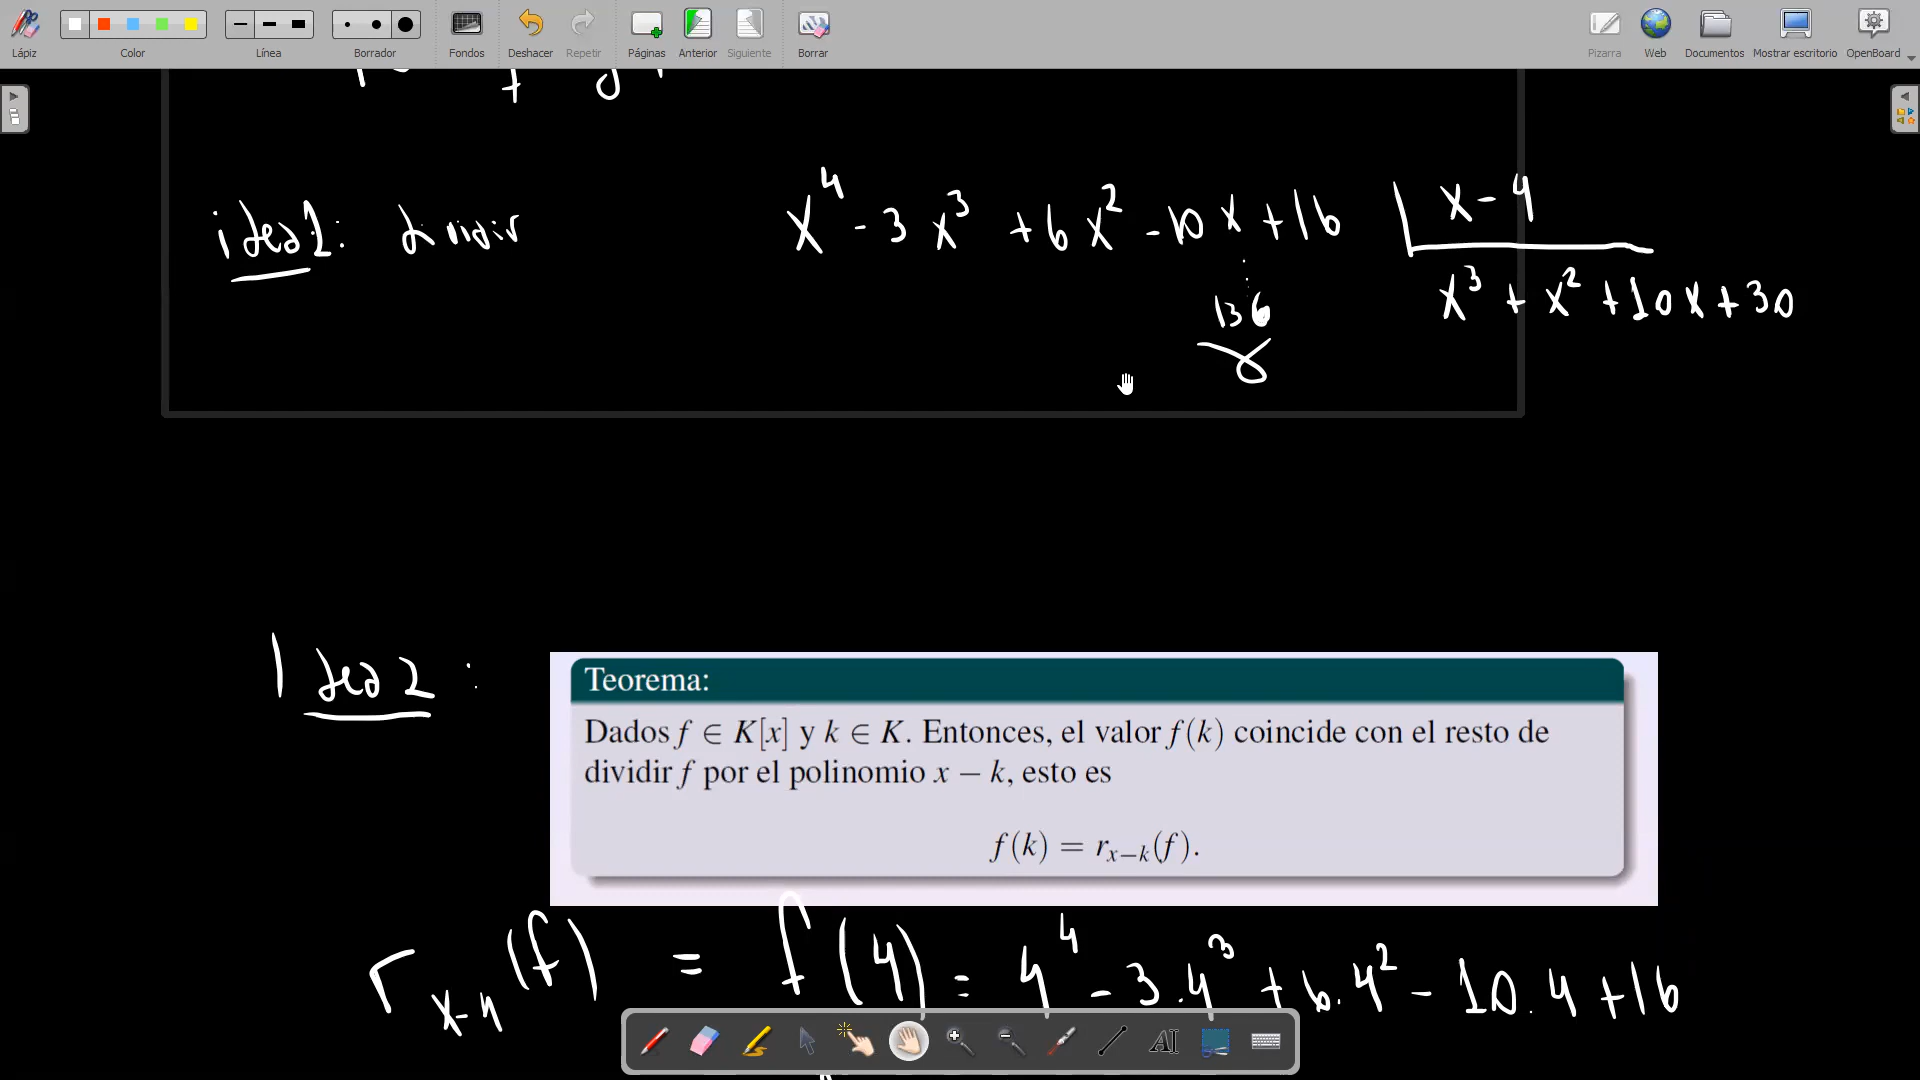 Lápiz Color Línea Borrador Fondos Deshacer Repetir Páginas Anterior Siguiente Borrar Pizarra Web Documentos Mostrar escritorio OpenBoard
idea 1: dividir x⁴ - 3x³ + 6x² - 10x + 16 | x - 4
136 x³ + x² + 10x + 30
Idea 2:
Teorema:
Dados f ∈ K[x] y k ∈ K. Entonces, el valor f(k) coincide con el resto de
dividir f por el polinomio x − k, esto es
f(k) = r_{x−k}(f).
r_{x-4}(f) = f(4) = 4⁴ - 3.4³ + 6.4² - 10.4 + 16
AI